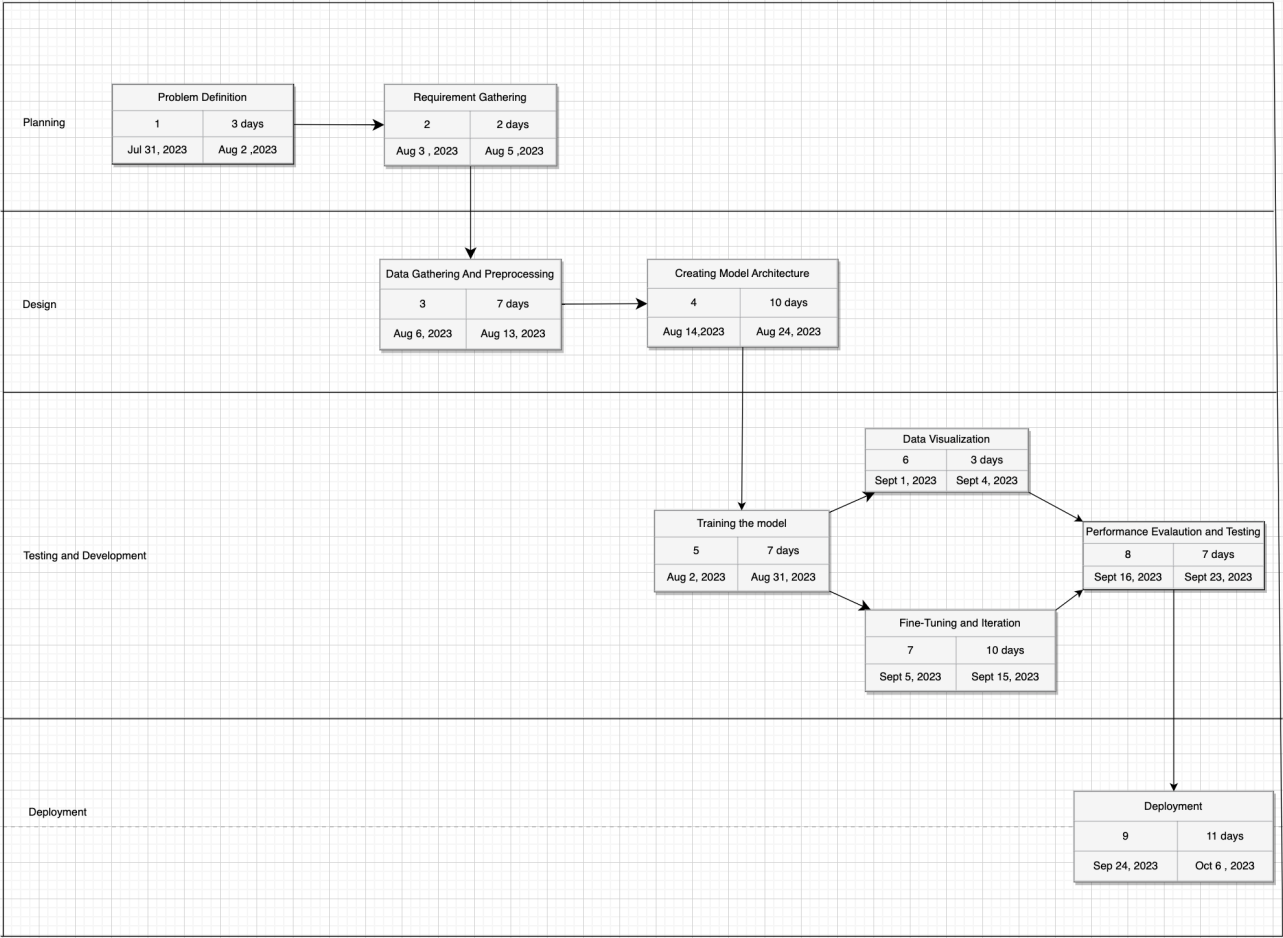 Planning
Problem Definition
1 3 days
Jul 31, 2023 Aug 2 ,2023
Requirement Gathering
2 2 days
Aug 3 , 2023 Aug 5 ,2023
Design
Data Gathering And Preprocessing
3 7 days
Aug 6, 2023 Aug 13, 2023
Creating Model Architecture
4 10 days
Aug 14,2023 Aug 24, 2023
Testing and Development
Training the model
5 7 days
Aug 2, 2023 Aug 31, 2023
Data Visualization
6 3 days
Sept 1, 2023 Sept 4, 2023
Fine-Tuning and Iteration
7 10 days
Sept 5, 2023 Sept 15, 2023
Performance Evalaution and Testing
8 7 days
Sept 16, 2023 Sept 23, 2023
Deployment
Deployment
9 11 days
Sep 24, 2023 Oct 6 , 2023